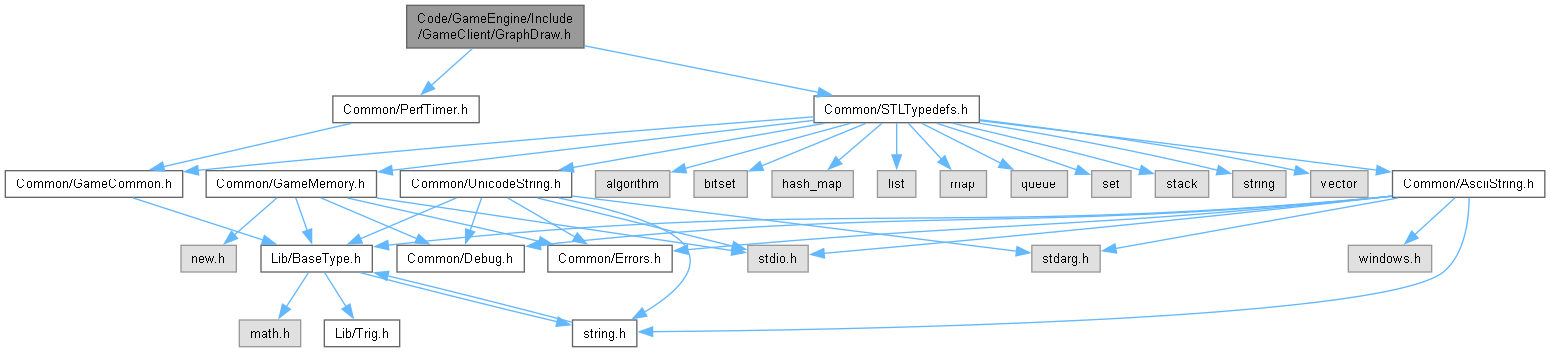 Code/GameEngine/Include
/GameClient/GraphDraw.h
Common/PerfTimer.h
Common/STLTypedefs.h
Common/GameCommon.h
Common/GameMemory.h
Common/UnicodeString.h
algorithm
bitset
hash_map
list
map
queue
set
stack
string
vector
Common/AsciiString.h
new.h
Lib/BaseType.h
Common/Debug.h
Common/Errors.h
stdio.h
stdarg.h
windows.h
math.h
Lib/Trig.h
string.h